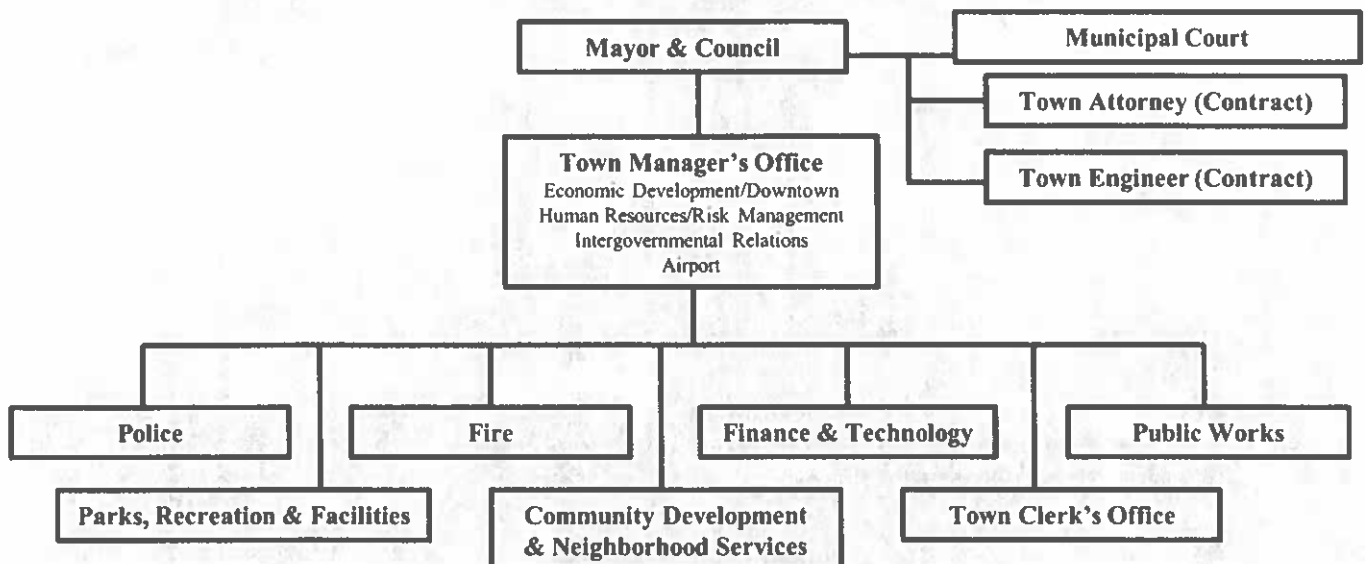 Mayor & Council
Municipal Court
Town Attorney (Contract)
Town Engineer (Contract)
Town Manager's Office
Economic Development/Downtown
Human Resources/Risk Management
Intergovernmental Relations
Airport
Police
Fire
Finance & Technology
Public Works
Parks, Recreation & Facilities
Community Development
& Neighborhood Services
Town Clerk's Office